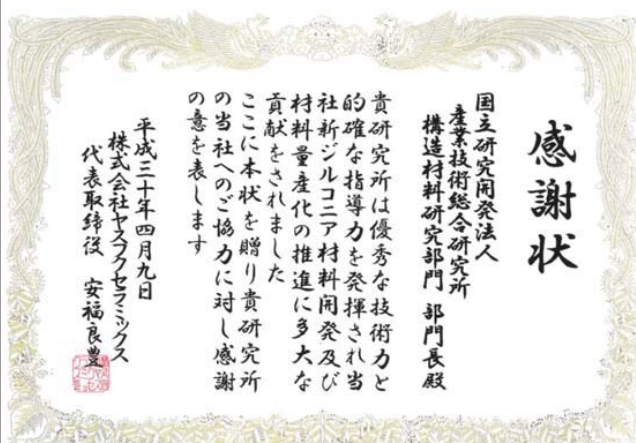 感謝状
国立研究開発法人
産業技術総合研究所
構造材料研究部門 部門長殿
貴研究所は優秀な技術力と
的確な指導力を発揮され当
社新ジルコニア材料開発及び
材料量産化の推進に多大な
貢献をされました
ここに本状を贈り貴研究所
の当社へのご協力に対し感謝
の意を表します
平成三十年四月九日
株式会社ヤスフクセラミックス
代表取締役 安福良豊